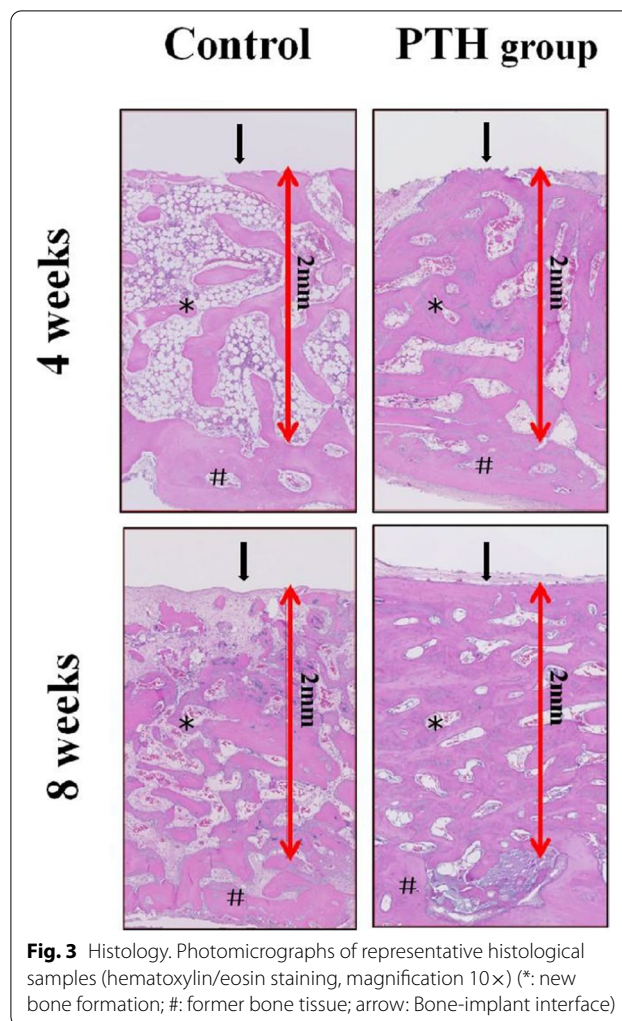 Control PTH group
4 weeks
2mm
*
#
2mm
*
#
8 weeks
2mm
*
#
2mm
*
#
Fig. 3 Histology. Photomicrographs of representative histological
samples (hematoxylin/eosin staining, magnification 10×) (*: new
bone formation; #: former bone tissue; arrow: Bone-implant interface)